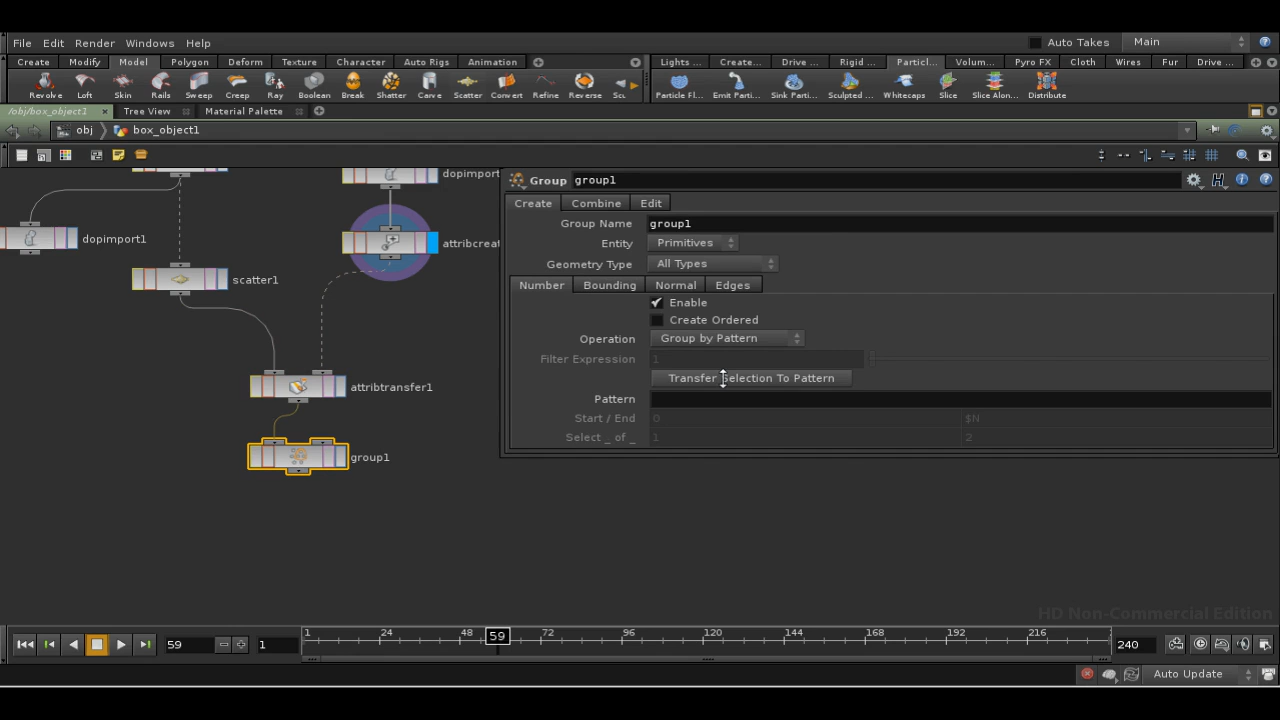 File Edit Render Windows Help
Auto Takes Main
Create Modify Model Polygon Deform Texture Character Auto Rigs Animation
Lights ... Create... Drive ... Rigid ... Particl... Volum... Pyro FX Cloth Wires Fur Drive ...
Revolve Loft Skin Rails Sweep Creep Ray Boolean Break Shatter Carve Scatter Convert Refine Reverse Scu
Particle Fl... Emit Parti... Sink Parti... Sculpted ... Whitecaps Slice Slice Alon... Distribute
/obj/box_object1 Tree View Material Palette
obj box_object1
dopimport
Group group1
Create Combine Edit
Group Name group1
dopimport1
attribcreat
Entity Primitives
Geometry Type All Types
scatter1
Number Bounding Normal Edges
Enable
Create Ordered
Operation Group by Pattern
Filter Expression 1
Transfer Selection To Pattern
attribtransfer1
Pattern
Start / End 0 $N
Select _ of _ 1 2
group1
HD Non-Commercial Edition
1 24 48 59 72 96 120 144 168 192 216
59 1 240
Auto Update